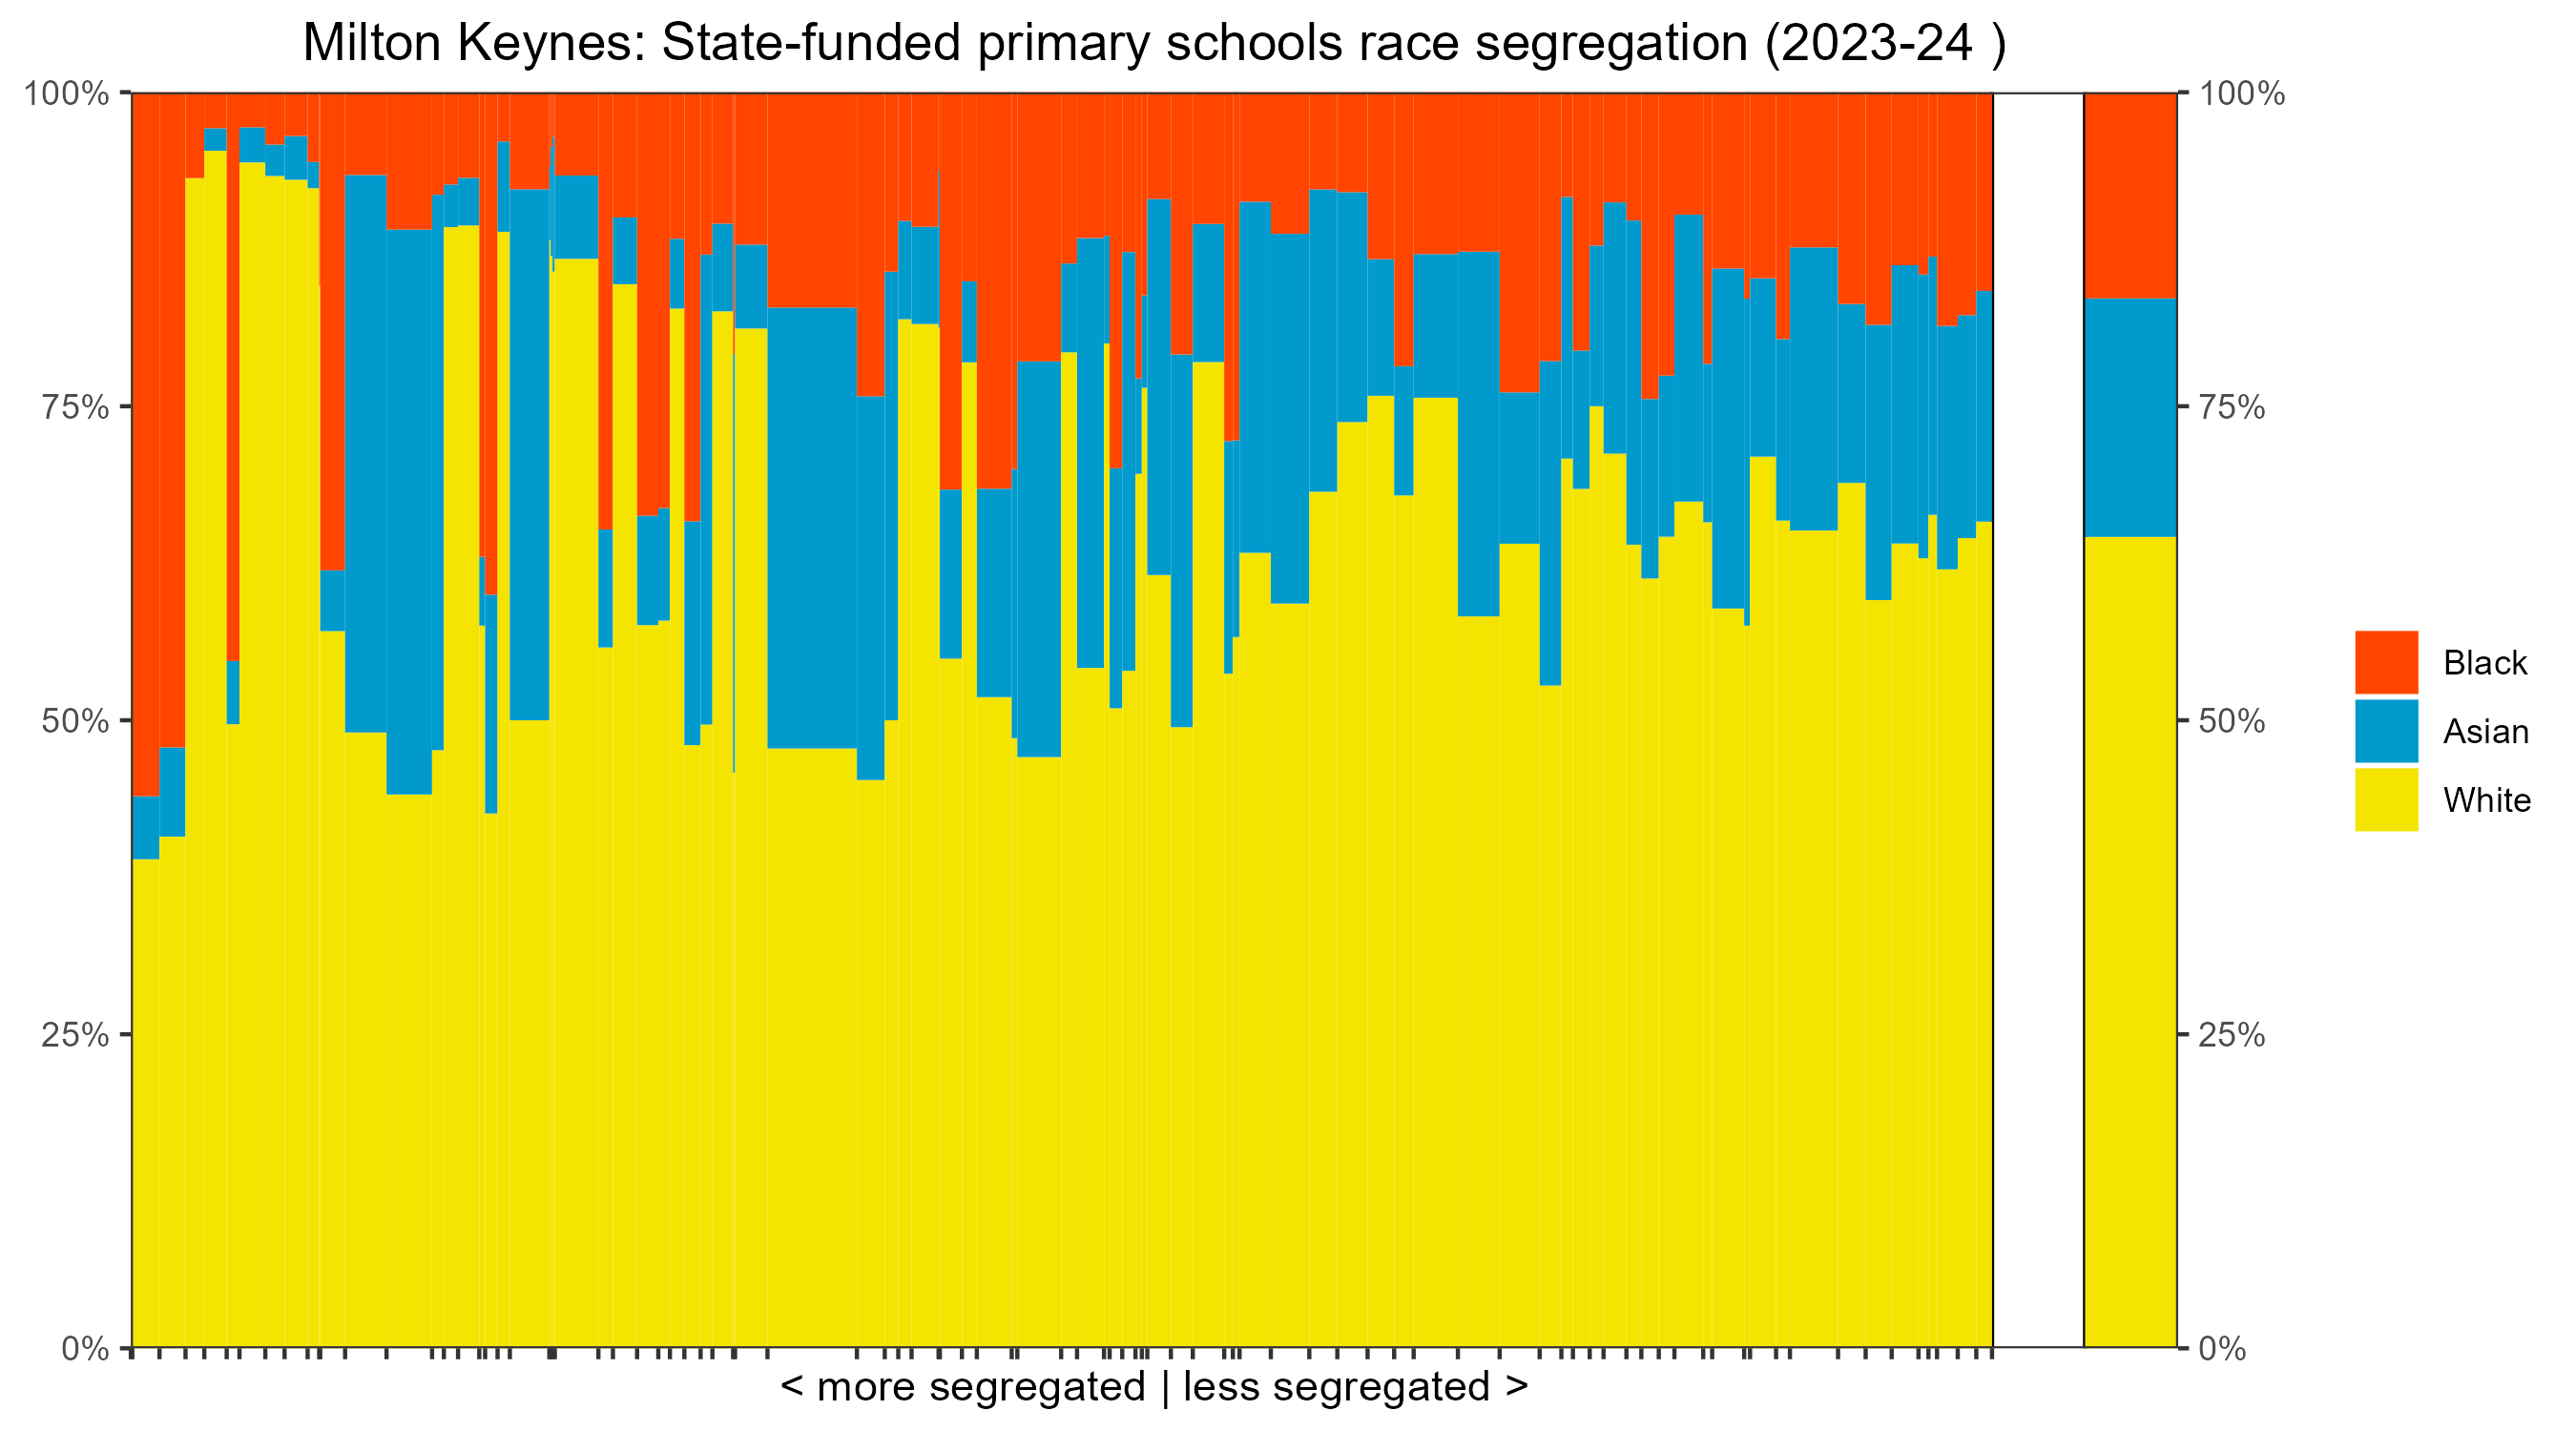 Milton Keynes: State-funded primary schools race segregation (2023-24 )
100%
75%
50%
25%
0%
100%
75%
50%
25%
0%
Black
Asian
White
< more segregated | less segregated >